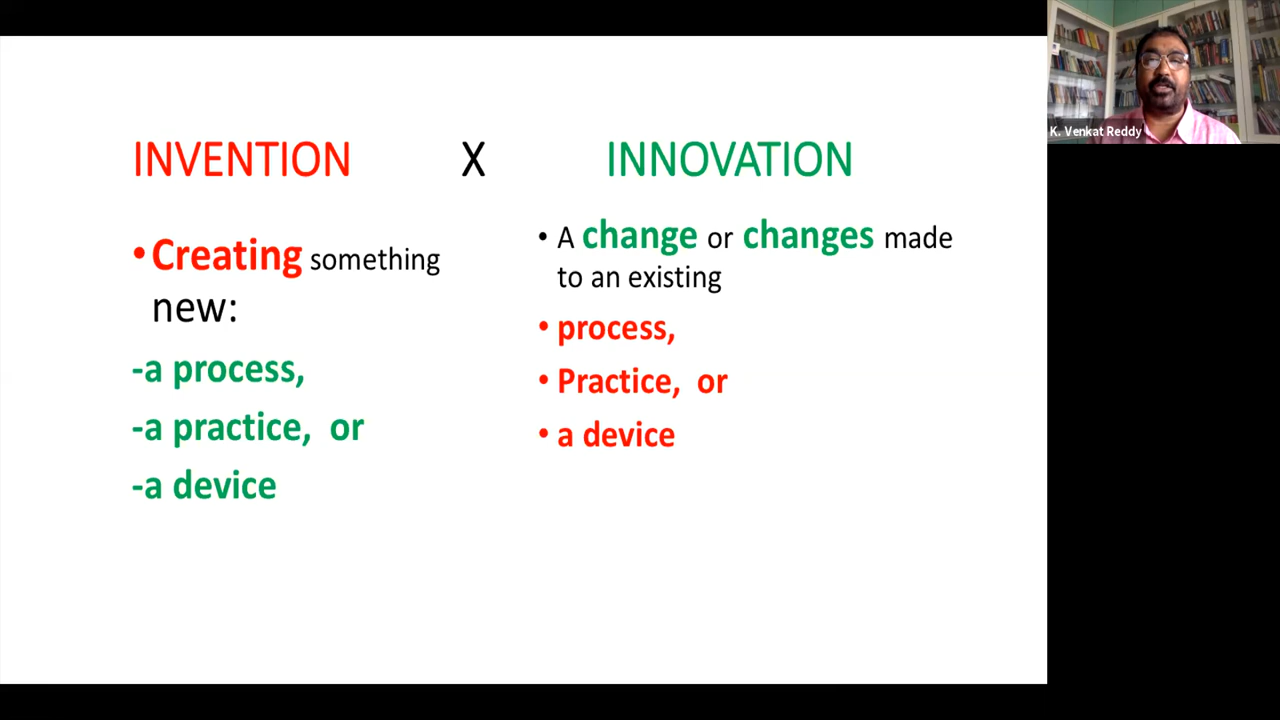 INVENTION X INNOVATION
•Creating something
new:
-a process,
-a practice, or
-a device
• A change or changes made
to an existing
• process,
• Practice, or
• a device
K. Venkat Reddy